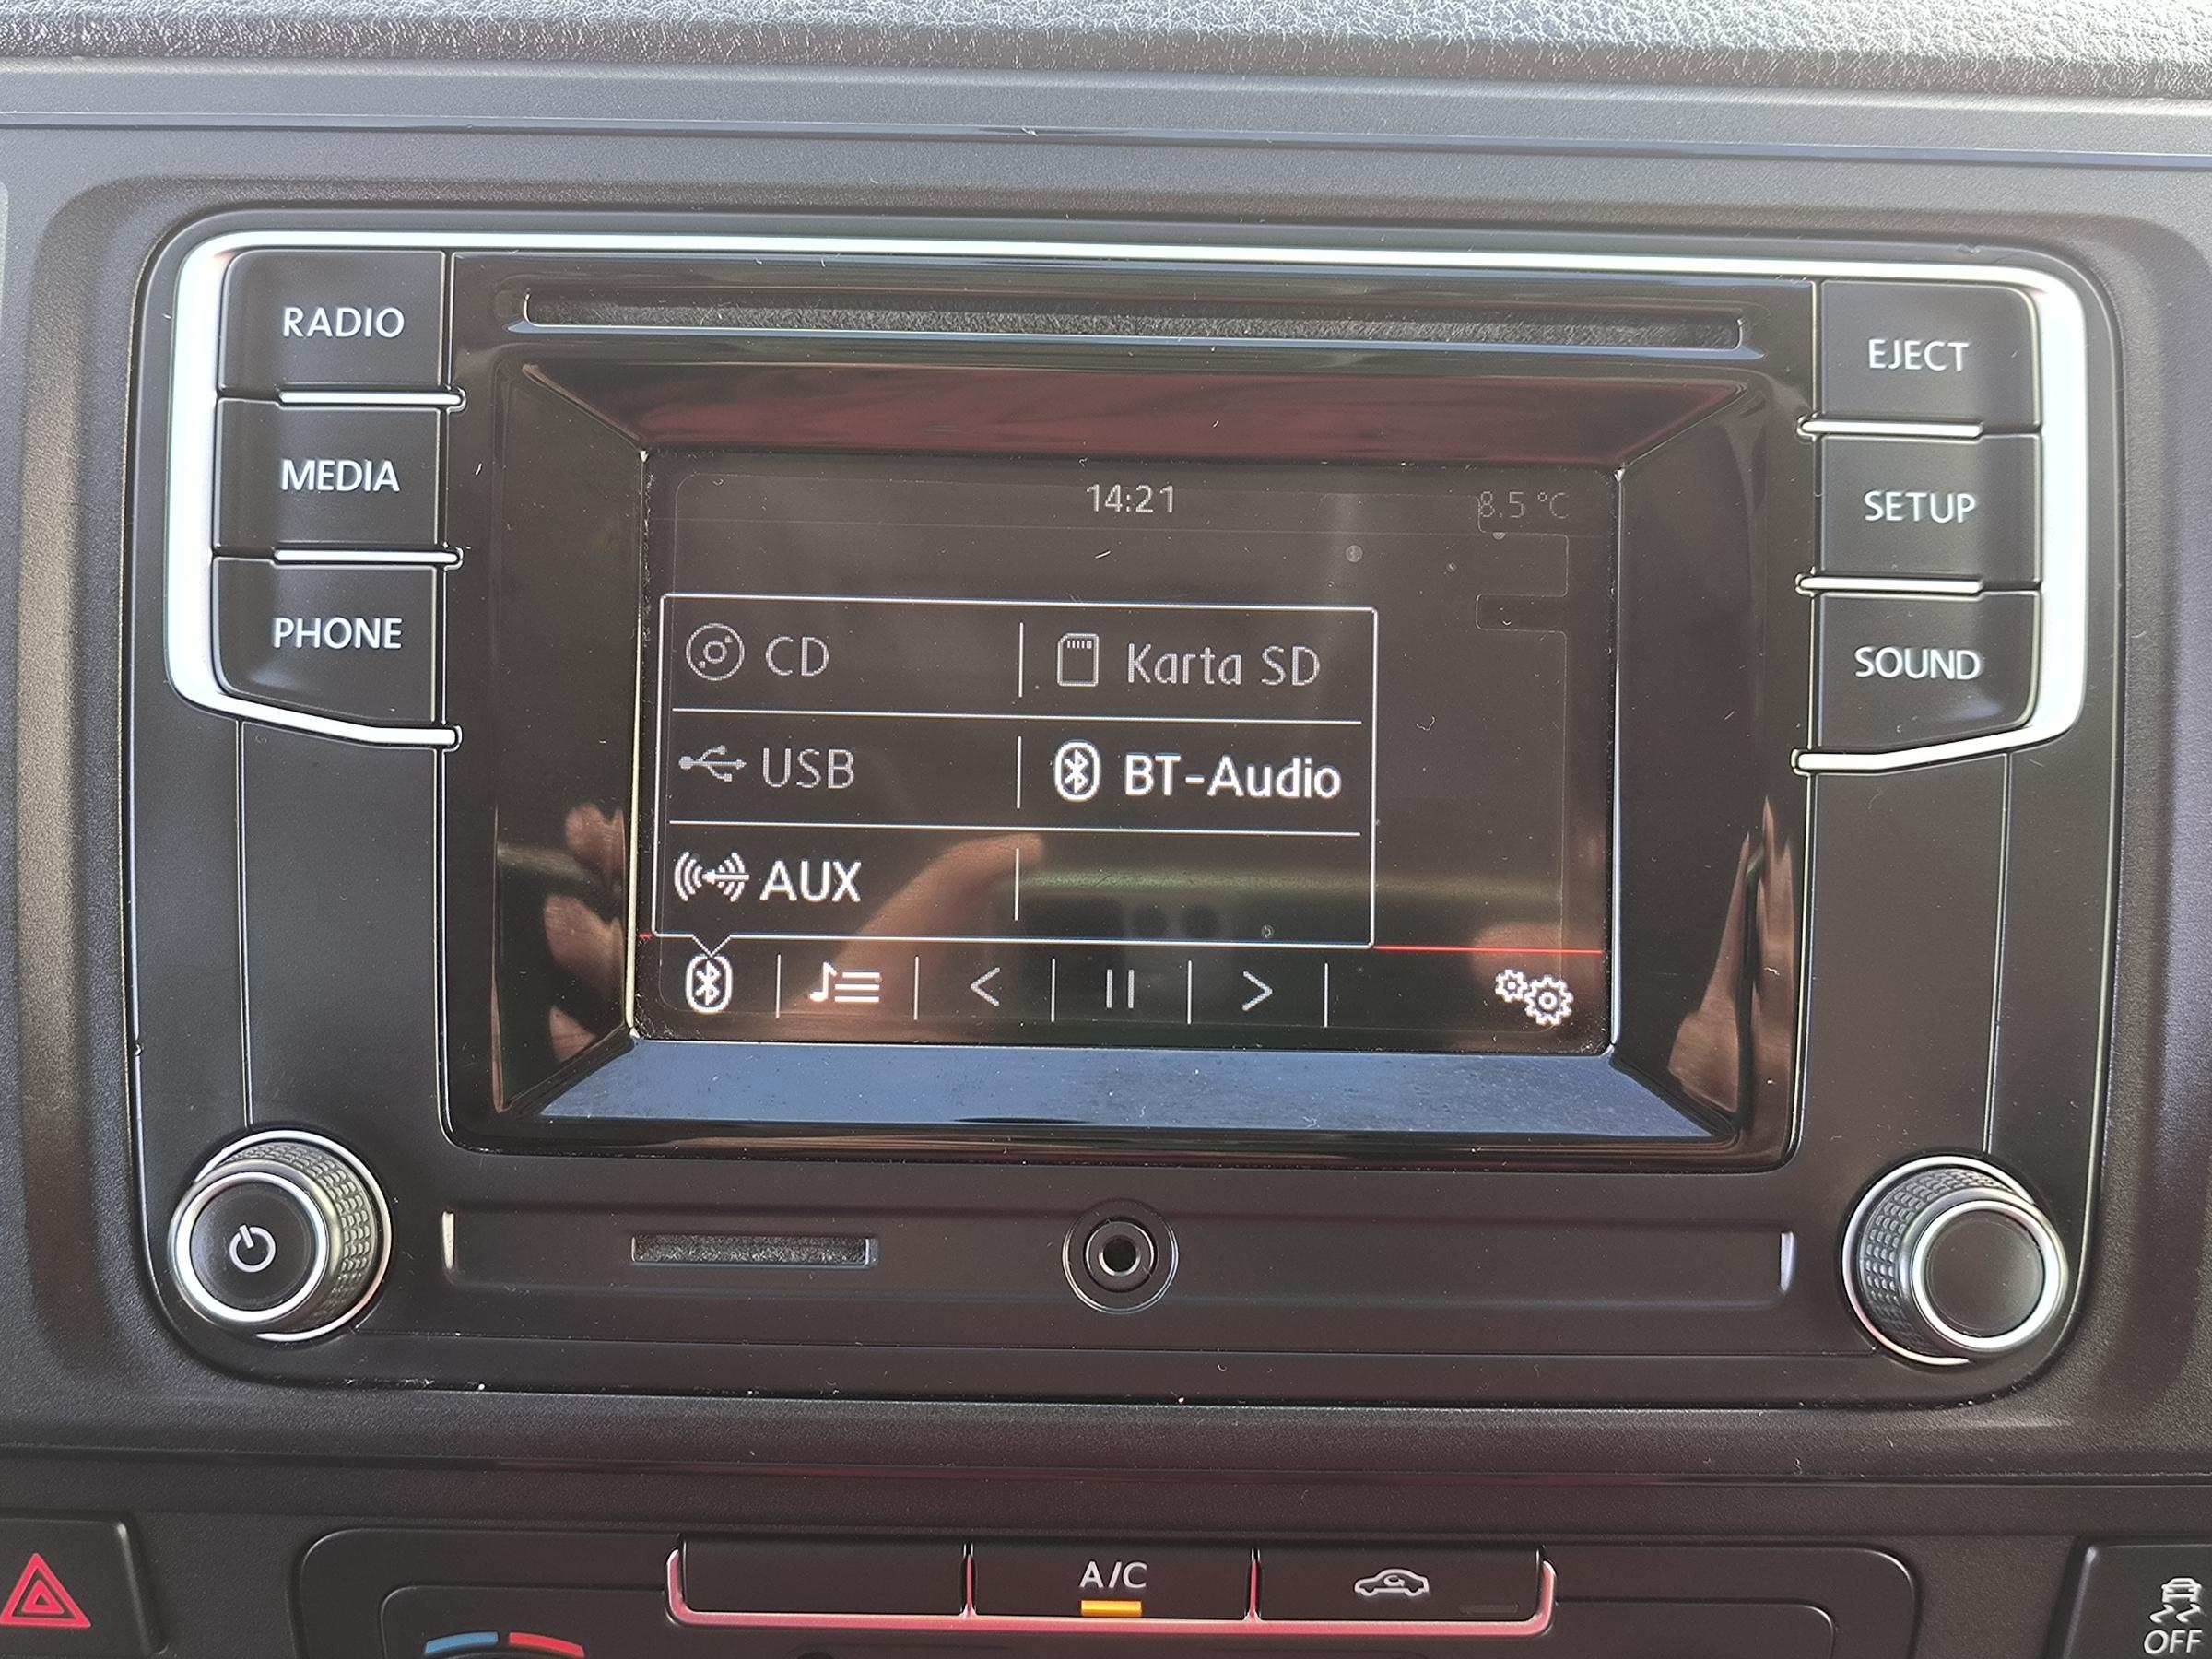 RADIO
MEDIA
PHONE
EJECT
SETUP
SOUND
14:21
8.5 °C
CD
Karta SD
USB
BT-Audio
AUX
A/C
OFF